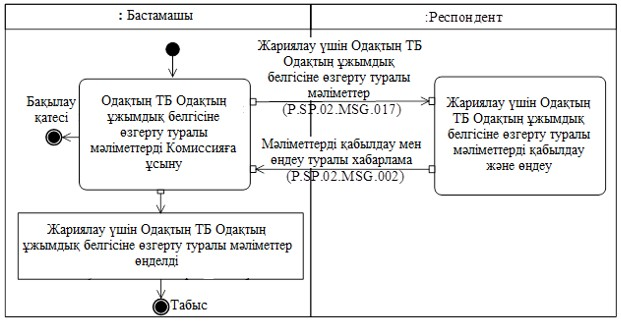 : Бастамашы
:Респондент
Жариялау үшін Одақтың ТБ
Одақтың ұжымдық
белгісіне өзгерту туралы
мәліметтер
(P.SP.02.MSG.017)
Бақылау
қатесі
Одақтың ТБ Одақтың
ұжымдық белгісіне
өзгерту туралы
мәліметтерді Комиссияға
ұсыну
Жариялау үшін Одақтың
ТБ Одақтың ұжымдық
белгісіне өзгерту туралы
мәліметтерді қабылдау
және өңдеу
Мәліметтерді қабылдау мен
өңдеу туралы хабарлама
(P.SP.02.MSG.002)
Жариялау үшін Одақтың ТБ Одақтың
ұжымдық белгісіне өзгерту туралы мәліметтер
өңделді
Табыс